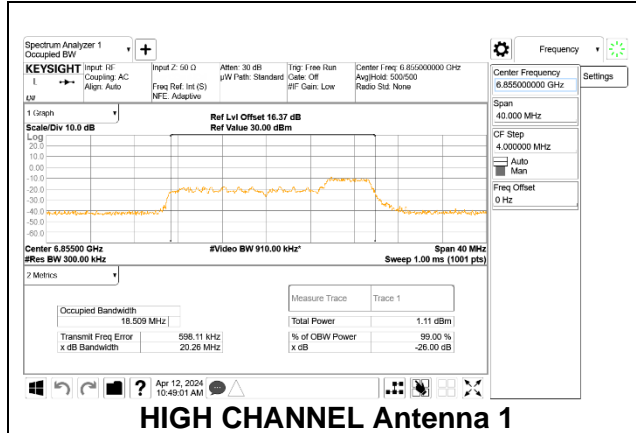 Spectrum Analyzer 1
Occupied BW
Frequency
KEYSIGHT
Input: RF
Coupling: AC
Align: Auto
Input Z: 50 Ω
Freq Ref: Int (S)
NFE: Adaptive
Atten: 30 dB
µW Path: Standard
Trig: Free Run
Gate: Off
#IF Gain: Low
Center Freq: 6.855000000 GHz
Avg|Hold: 500/500
Radio Std: None
L
Center Frequency
6.855000000 GHz
Settings
Span
40.000 MHz
CF Step
4.000000 MHz
Auto
Man
Freq Offset
0 Hz
1 Graph
Scale/Div 10.0 dB
Ref Lvl Offset 16.37 dB
Ref Value 30.00 dBm
Log
20.0
10.0
0.00
-10.0
-20.0
-30.0
-40.0
-50.0
-60.0
Center 6.85500 GHz
#Video BW 910.00 kHz*
Span 40 MHz
#Res BW 300.00 kHz
Sweep 1.00 ms (1001 pts)
2 Metrics
Measure Trace
Trace 1
Occupied Bandwidth
18.509 MHz
Total Power
1.11 dBm
Transmit Freq Error
598.11 kHz
% of OBW Power
99.00 %
x dB Bandwidth
20.26 MHz
x dB
-26.00 dB
?
Apr 12, 2024
10:49:01 AM
HIGH CHANNEL Antenna 1